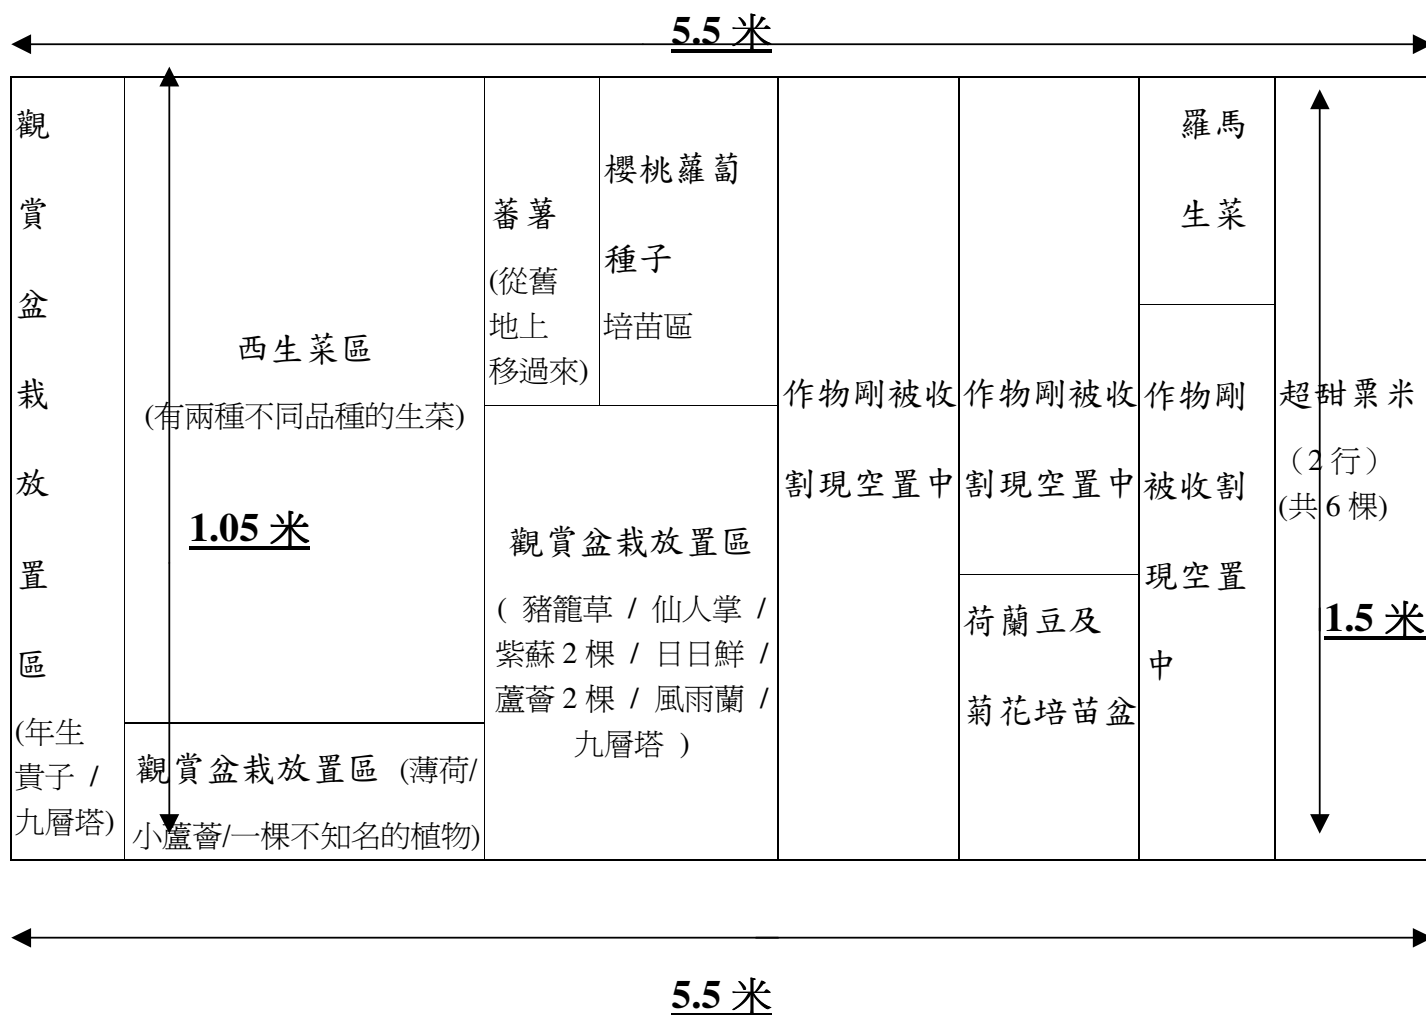 5.5 米
觀
賞
盆
栽
放
置
區
(年生
貴子 /
九層塔)
西生菜區
(有兩種不同品種的生菜)
1.05 米
觀賞盆栽放置區 (薄荷/
小蘆薈/一棵不知名的植物)
蕃薯
(從舊
地上
移過來)
櫻桃蘿蔔
種子
培苗區
觀賞盆栽放置區
( 豬籠草 / 仙人掌 /
紫蘇 2 棵 / 日日鮮 /
蘆薈 2 棵 / 風雨蘭 /
九層塔 )
作物剛被收
割現空置中
作物剛被收
割現空置中
荷蘭豆及
菊花培苗盆
羅馬
生菜
作物剛
被收割
現空置
中
超甜粟米
（2 行）
(共 6 棵)
1.5 米
5.5 米